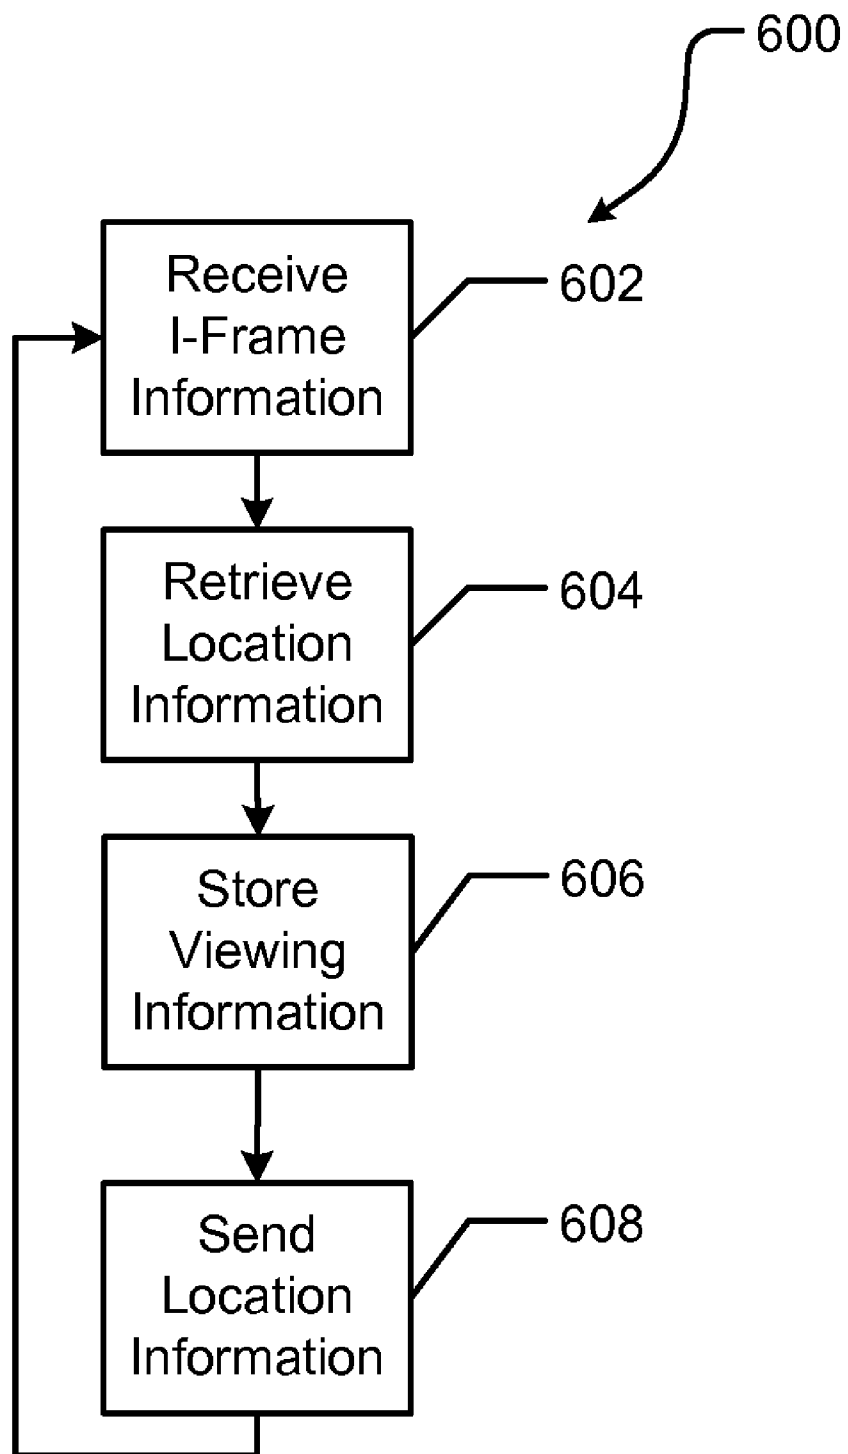 600
Receive
I-Frame
Information
602
Retrieve
Location
Information
604
Store
Viewing
Information
606
Send
Location
Information
608